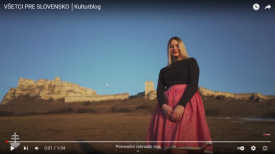 VŠETCI PRE SLOVENSKO │Kulturblog
0:01 / 1:54